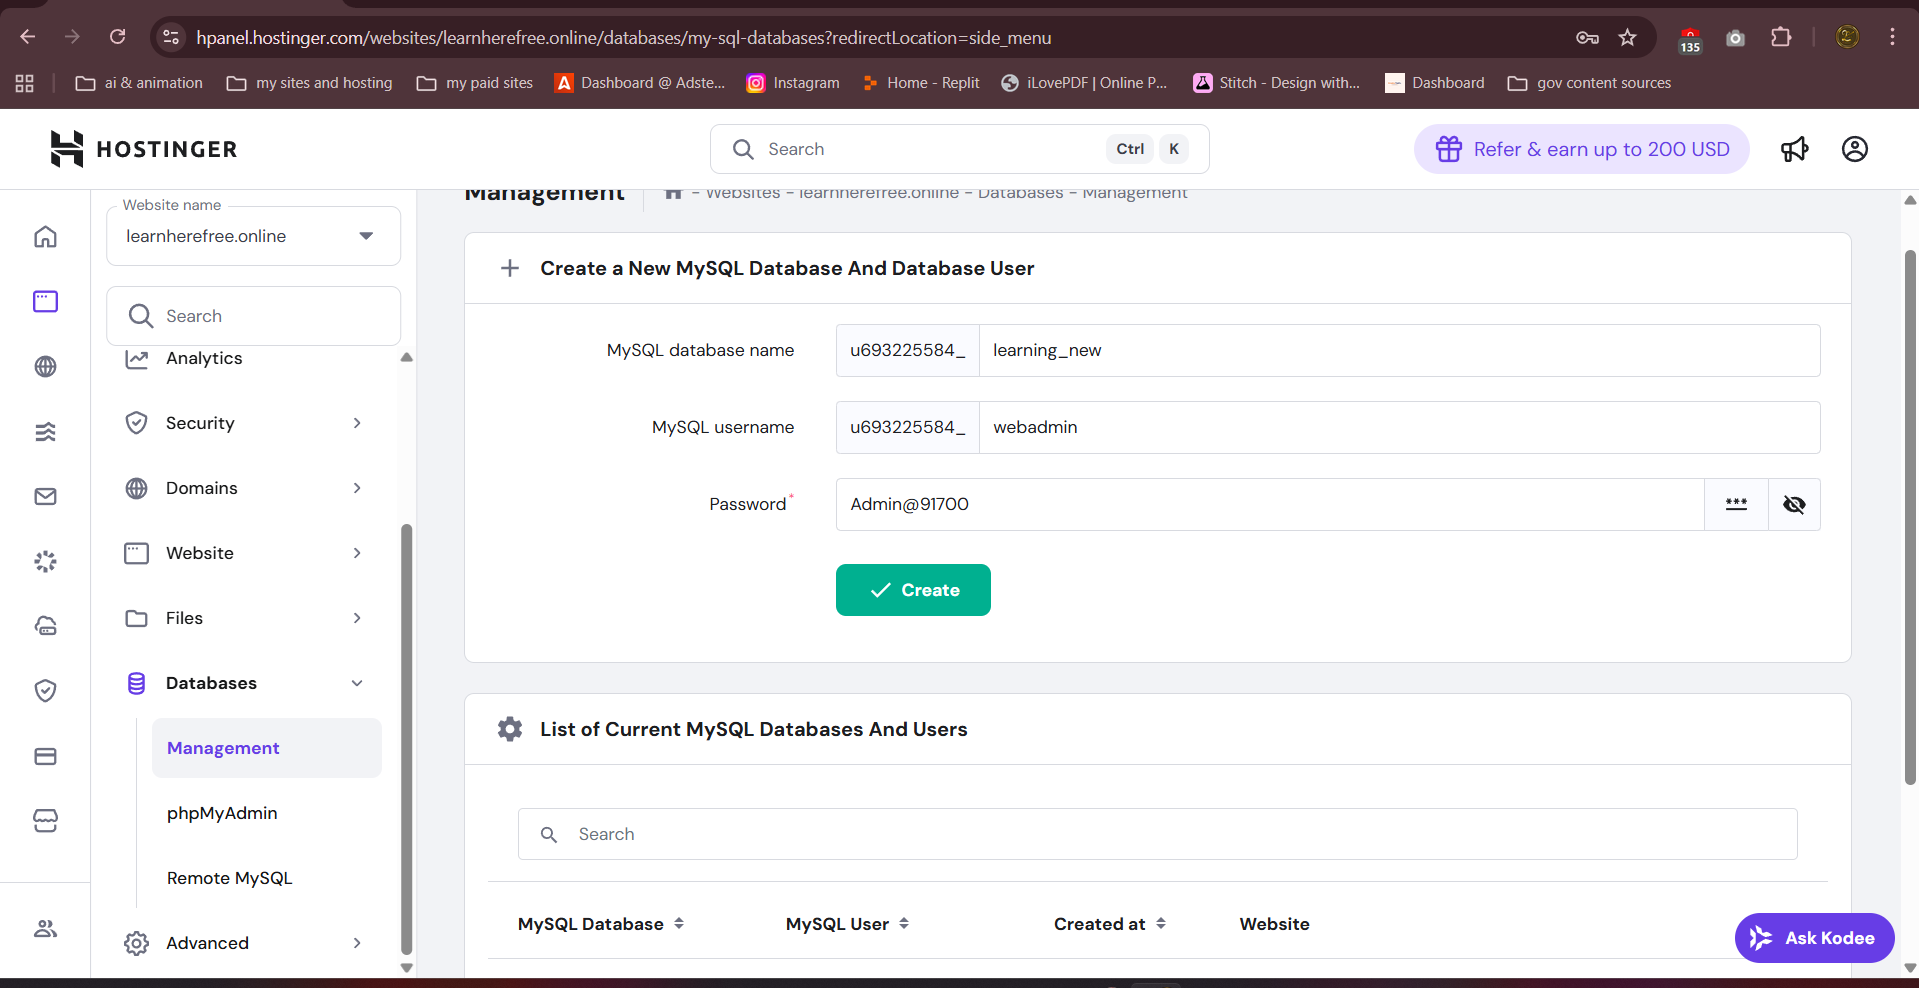 hpanel.hostinger.com/websites/learnherefree.online/databases/my-sql-databases?redirectLocation=side_menu
135
ai & animation
my sites and hosting
my paid sites
Dashboard @ Adste...
Instagram
Home - Replit
iLovePDF | Online P...
Stitch - Design with...
Dashboard
gov content sources
HOSTINGER
Search
Ctrl
K
Refer & earn up to 200 USD
Website name
learnherefree.online
Search
Analytics
Security
Domains
Website
Files
Databases
Management
phpMyAdmin
Remote MySQL
Advanced
Management
- Websites - learnherefree.online - Databases - Management
Create a New MySQL Database And Database User
MySQL database name
u693225584_
learning_new
MySQL username
u693225584_
webadmin
Password*
Admin@91700
Create
List of Current MySQL Databases And Users
Search
MySQL Database
MySQL User
Created at
Website
Ask Kodee